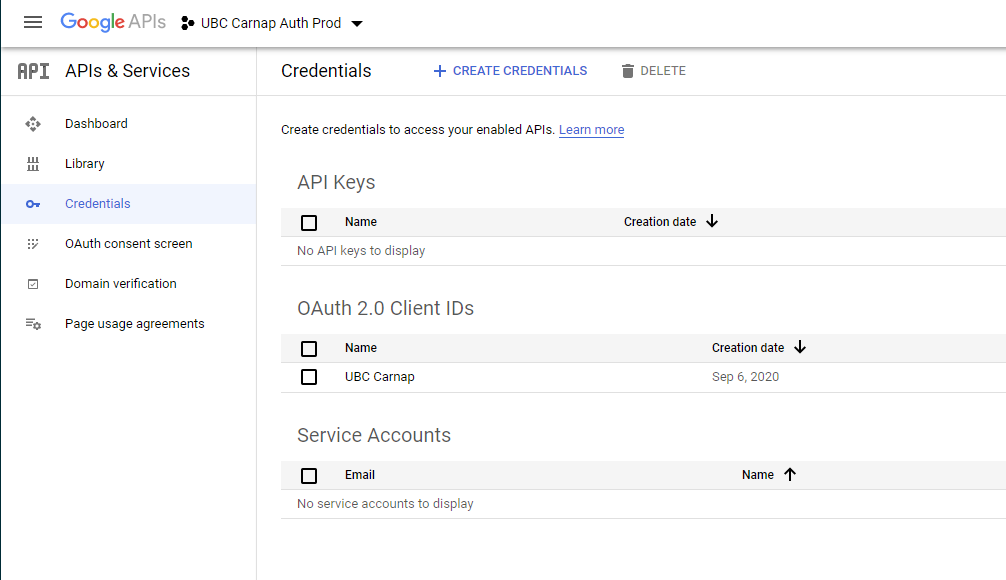 Google APIs UBC Carnap Auth Prod
API APIs & Services
Credentials + CREATE CREDENTIALS DELETE
Dashboard
Library
Credentials
OAuth consent screen
Domain verification
Page usage agreements
Create credentials to access your enabled APIs. Learn more
API Keys
Name Creation date
No API keys to display
OAuth 2.0 Client IDs
Name Creation date
UBC Carnap Sep 6, 2020
Service Accounts
Email Name
No service accounts to display